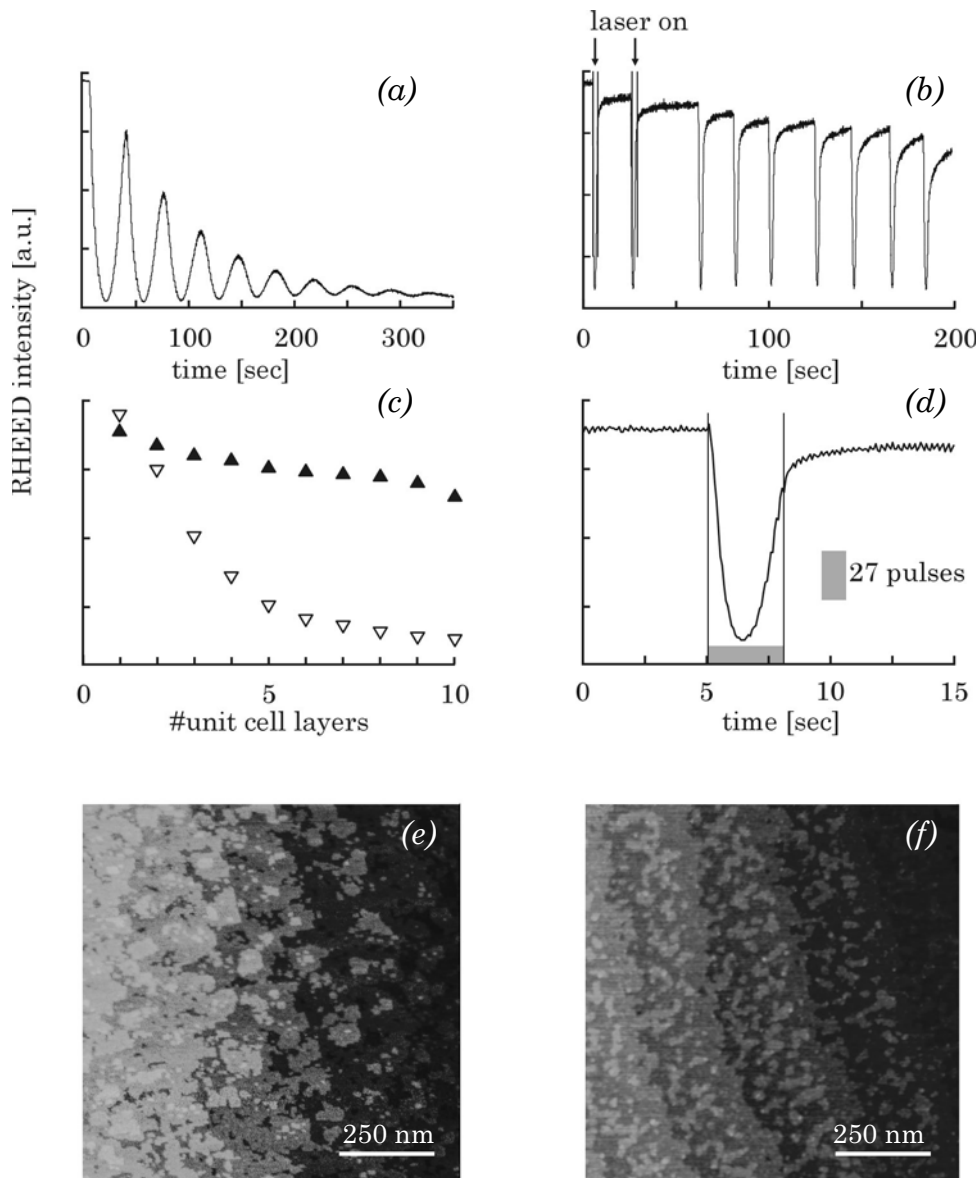 laser on
(a)
(b)
RHEED intensity [a.u.]
0 100 200 300
time [sec]
0 100 200
time [sec]
(c)
(d)
27 pulses
0 5 10
#unit cell layers
0 5 10 15
time [sec]
(e)
(f)
250 nm
250 nm